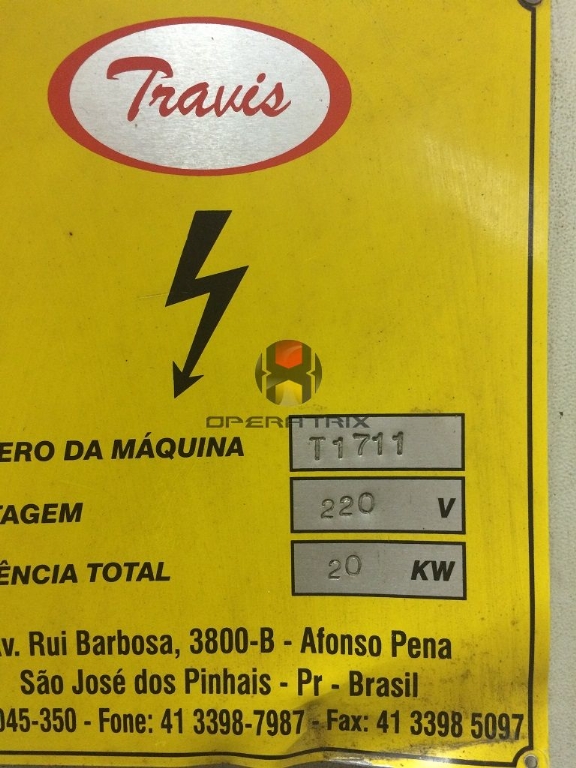 Travis
OPERATRIX
ERO DA MÁQUINA T1711
TAGEM 220 V
ÊNCIA TOTAL 20 KW
v. Rui Barbosa, 3800-B - Afonso Pena
São José dos Pinhais - Pr - Brasil
045-350 - Fone: 41 3398-7987 - Fax: 41 3398 5097